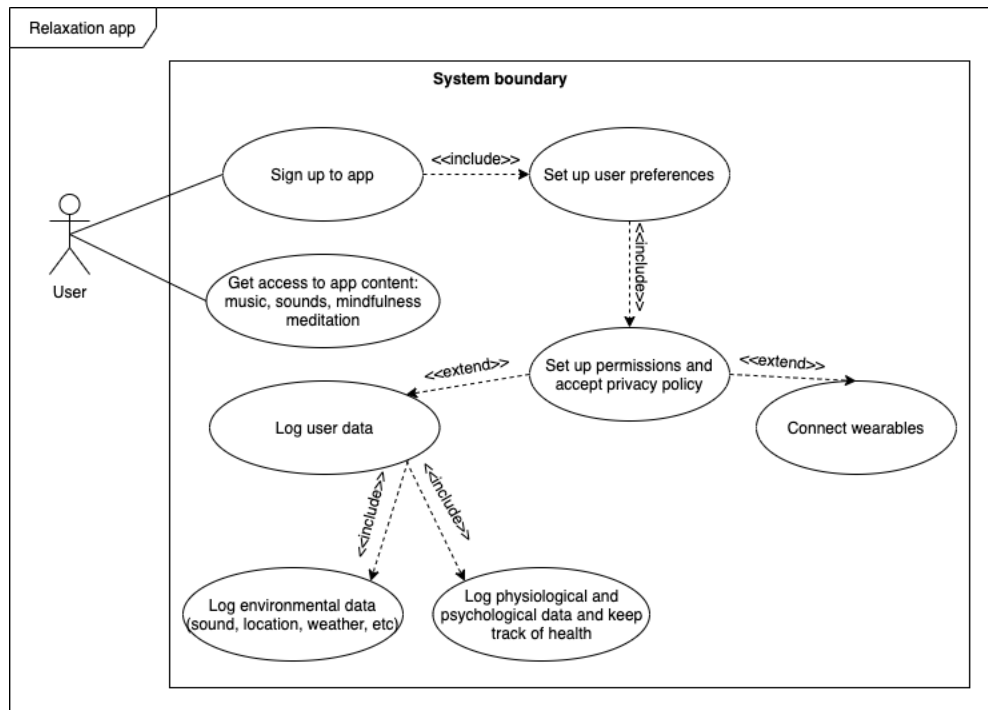 Relaxation app
System boundary
Sign up to app
<<include>>
Set up user preferences
<<include>>
User
Get access to app content:
music, sounds, mindfulness
meditation
Set up permissions and
accept privacy policy
<<extend>>
<<extend>>
Log user data
Connect wearables
<<include>>
<<include>>
Log environmental data
(sound, location, weather, etc)
Log physiological and
psychological data and keep
track of health